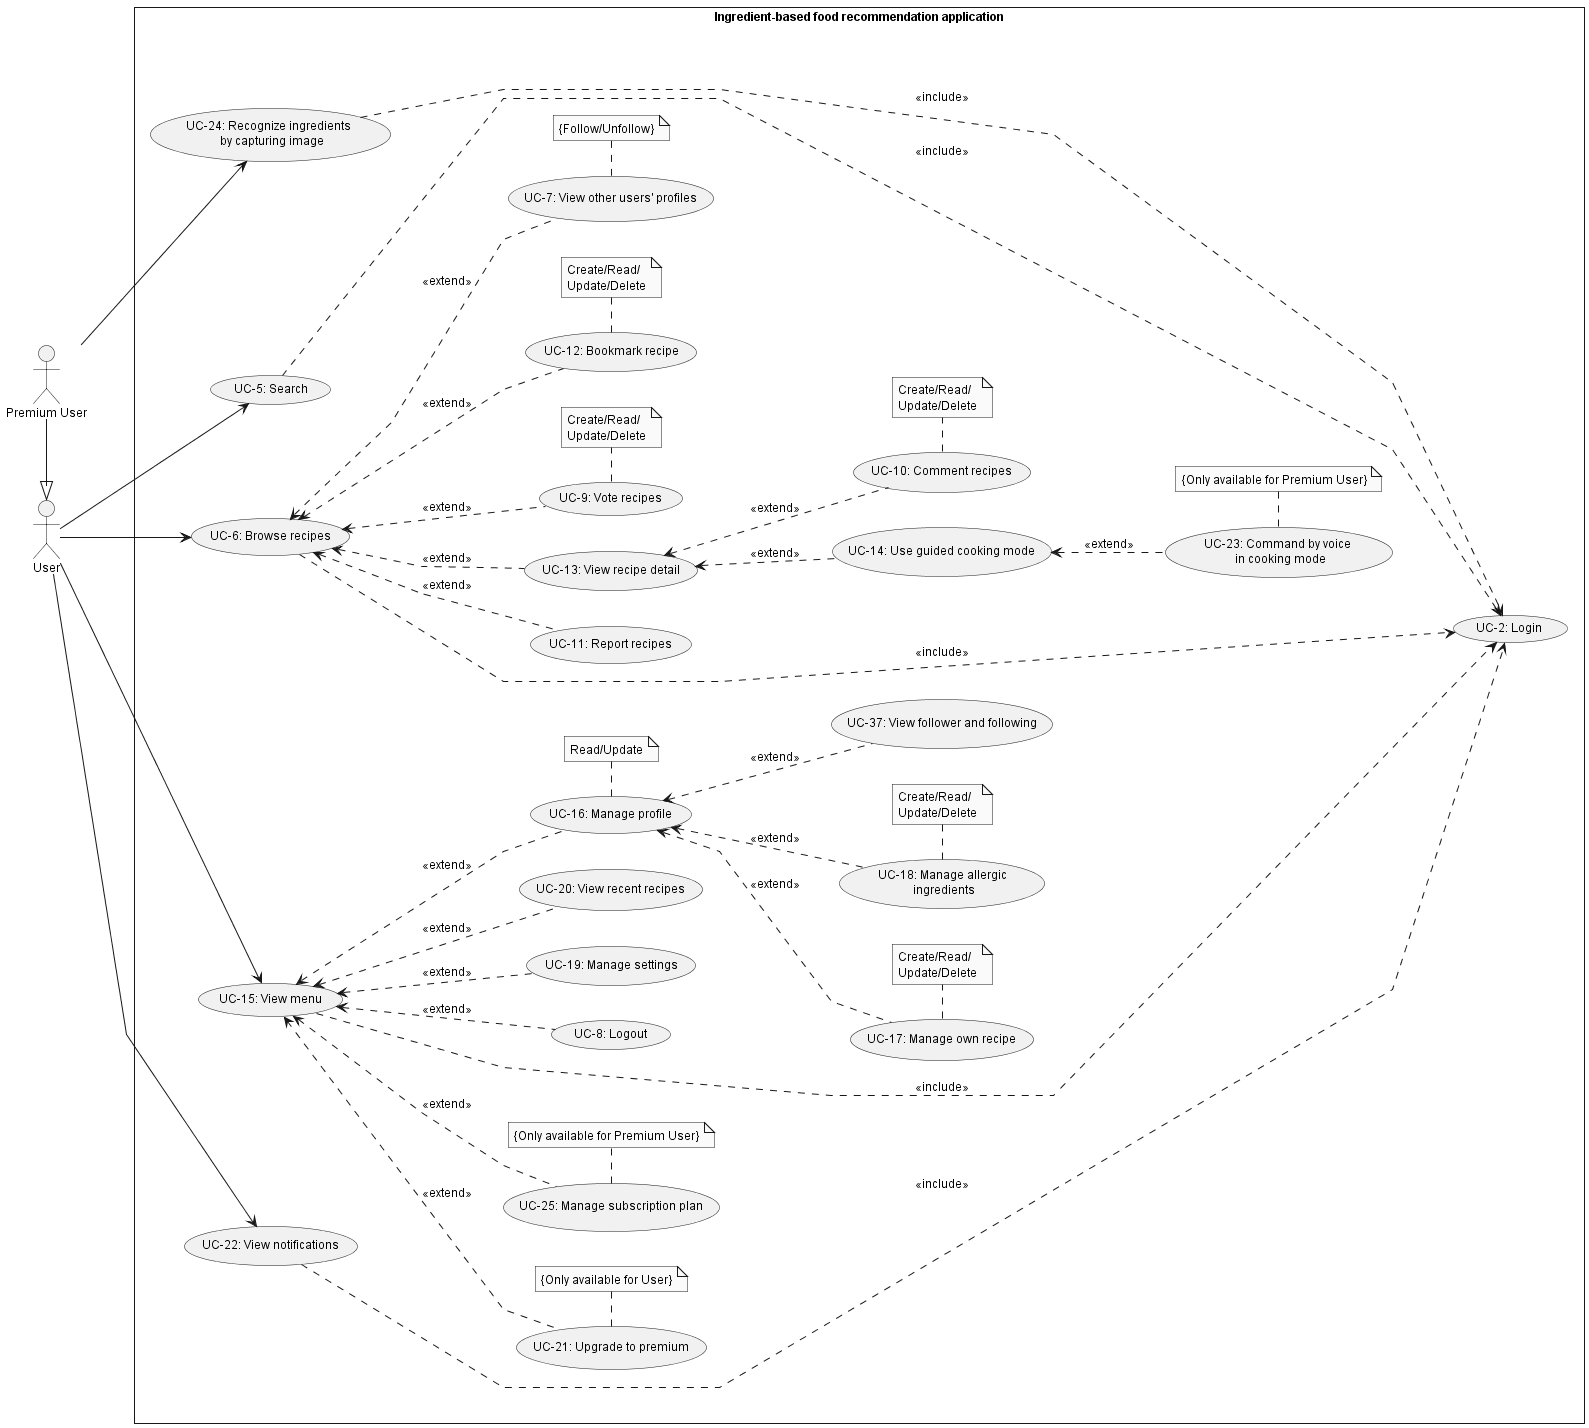 Ingredient-based food recommendation application
«include»
UC-24: Recognize ingredients
by capturing image
{Follow/Unfollow}
«include»
UC-7: View other users' profiles
«extend»
Create/Read/
Update/Delete
UC-12: Bookmark recipe
UC-5: Search
«extend»
Premium User
Create/Read/
Update/Delete
Create/Read/
Update/Delete
UC-10: Comment recipes
{Only available for Premium User}
UC-9: Vote recipes
«extend»
«extend»
UC-6: Browse recipes
User
«extend»
UC-13: View recipe detail
«extend»
UC-14: Use guided cooking mode
«extend»
UC-23: Command by voice
in cooking mode
«extend»
UC-11: Report recipes
«include»
UC-2: Login
UC-37: View follower and following
Read/Update
«extend»
UC-16: Manage profile
Create/Read/
Update/Delete
«extend»
«extend»
UC-18: Manage allergic
ingredients
UC-20: View recent recipes
«extend»
«extend»
Create/Read/
Update/Delete
UC-19: Manage settings
«extend»
UC-15: View menu
«extend»
UC-8: Logout
UC-17: Manage own recipe
«include»
«extend»
{Only available for Premium User}
«extend»
UC-25: Manage subscription plan
«include»
UC-22: View notifications
{Only available for User}
UC-21: Upgrade to premium